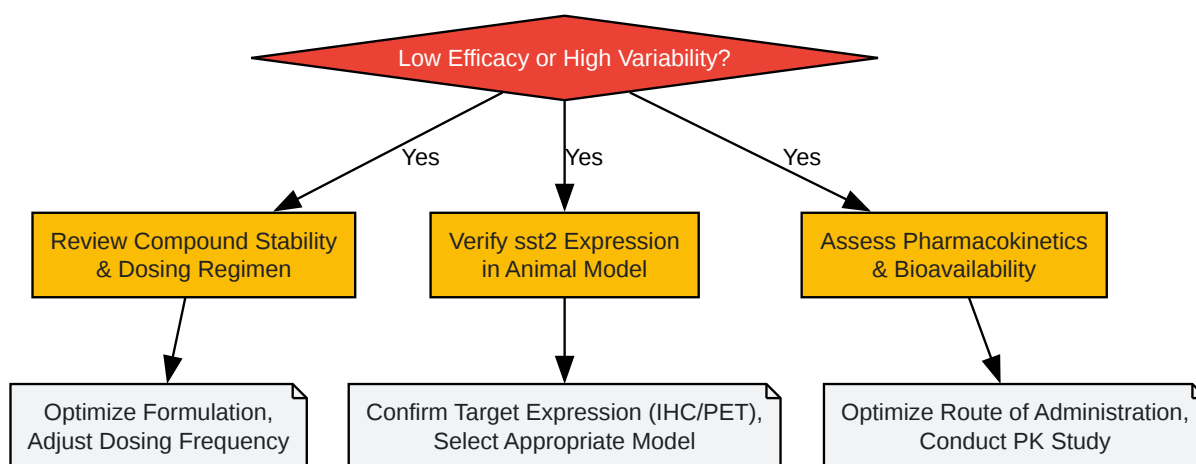 Low Efficacy or High Variability?
Yes
Yes
Yes
Review Compound Stability
& Dosing Regimen
Verify sst2 Expression
in Animal Model
Assess Pharmacokinetics
& Bioavailability
Optimize Formulation,
Adjust Dosing Frequency
Confirm Target Expression (IHC/PET),
Select Appropriate Model
Optimize Route of Administration,
Conduct PK Study